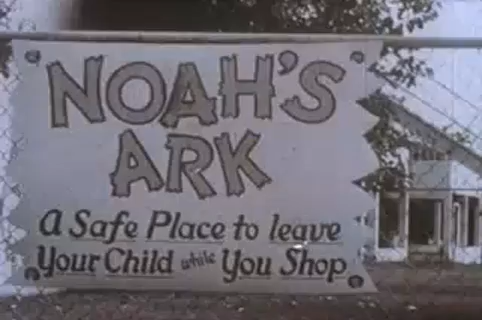 NOAH'S
ARK
a Safe Place to leave
Your Child while You Shop